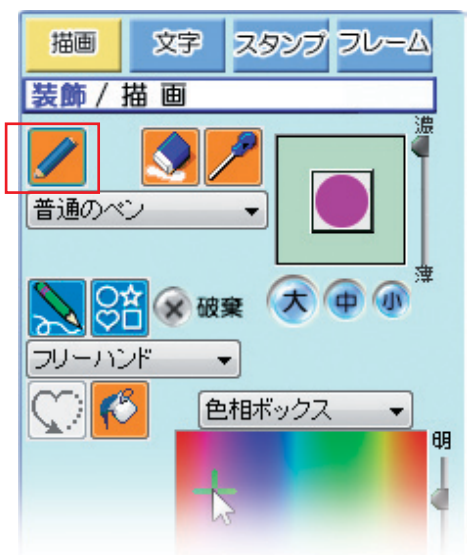 描画 文字 スタンプ フレーム
装飾 / 描 画
濃
普通のペン
薄
破棄 大 中 小
フリーハンド
色相ボックス
明